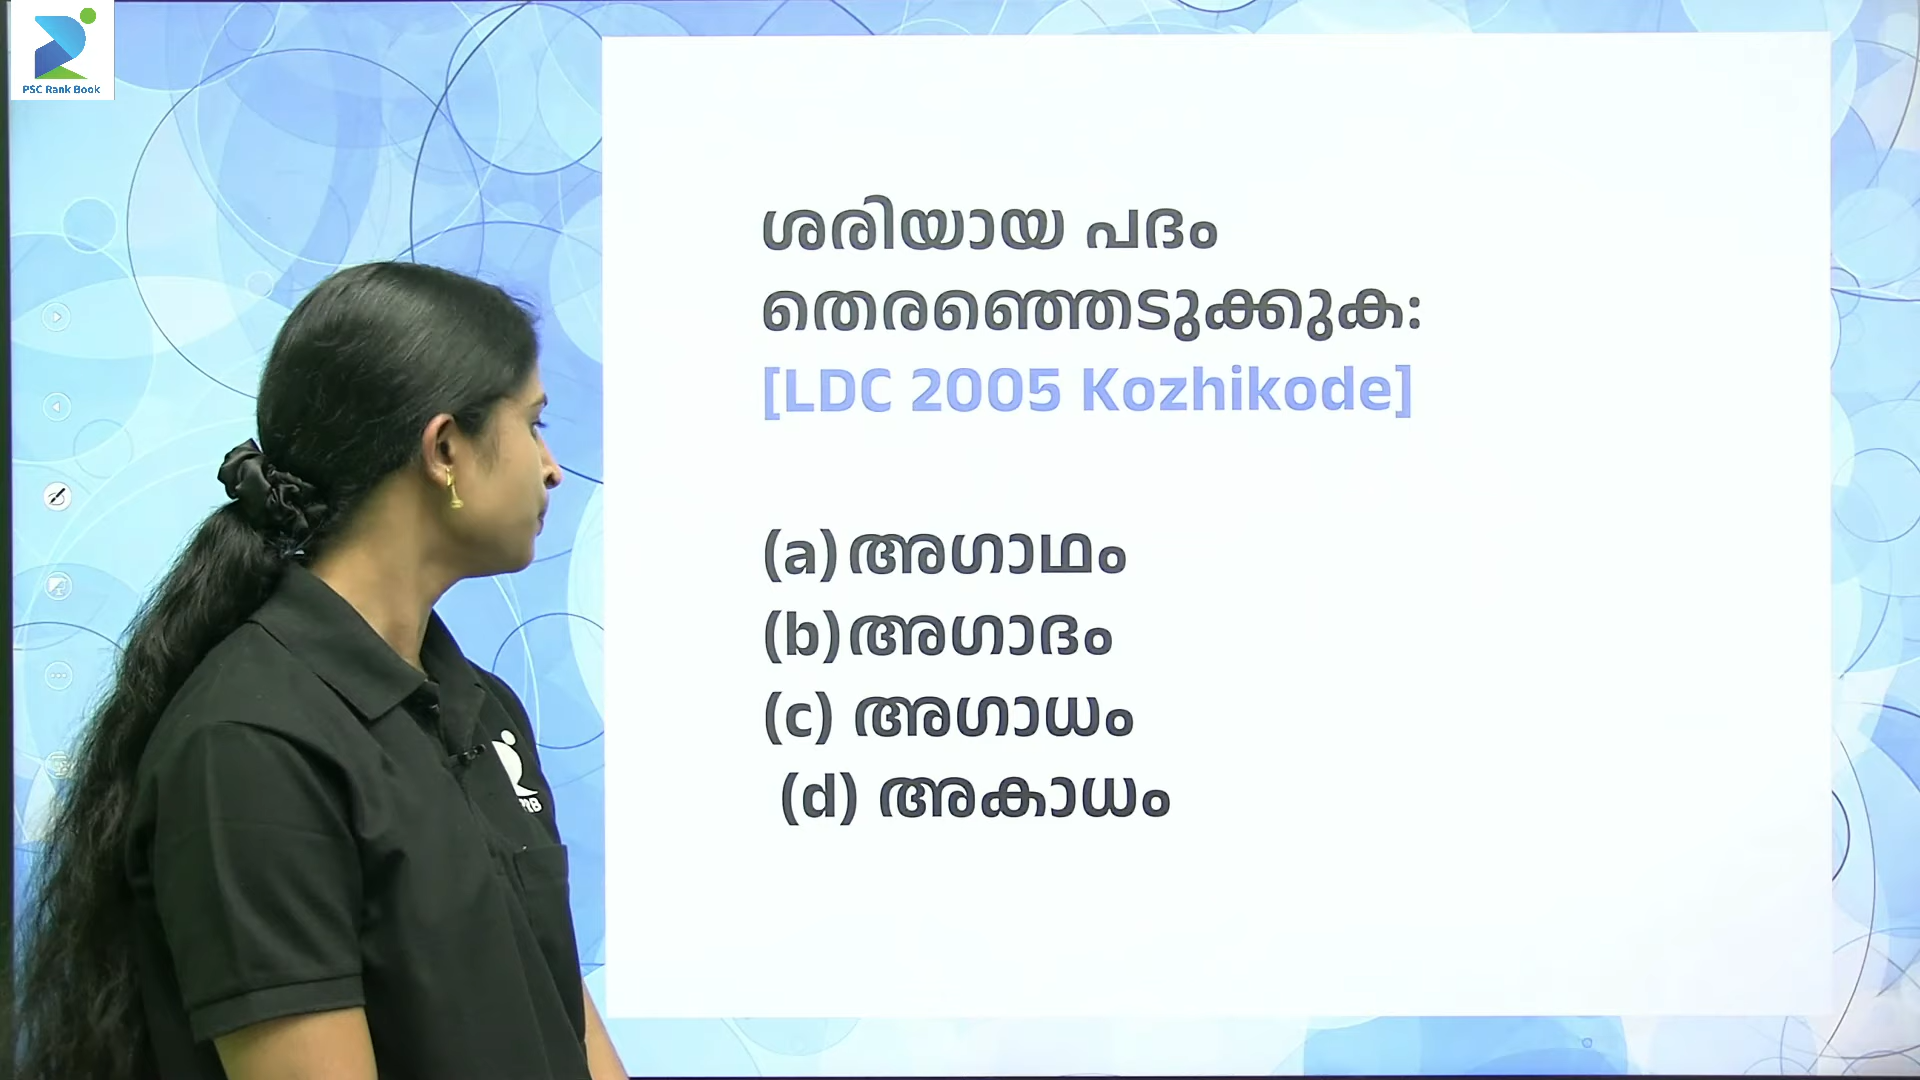 PSC Rank Book
ശരിയായ പദം
തെരഞ്ഞെടുക്കുക:
[LDC 2005 Kozhikode]
(a) അഗാഥം
(b) അഗാദം
(c) അഗാധം
(d) അകാധം